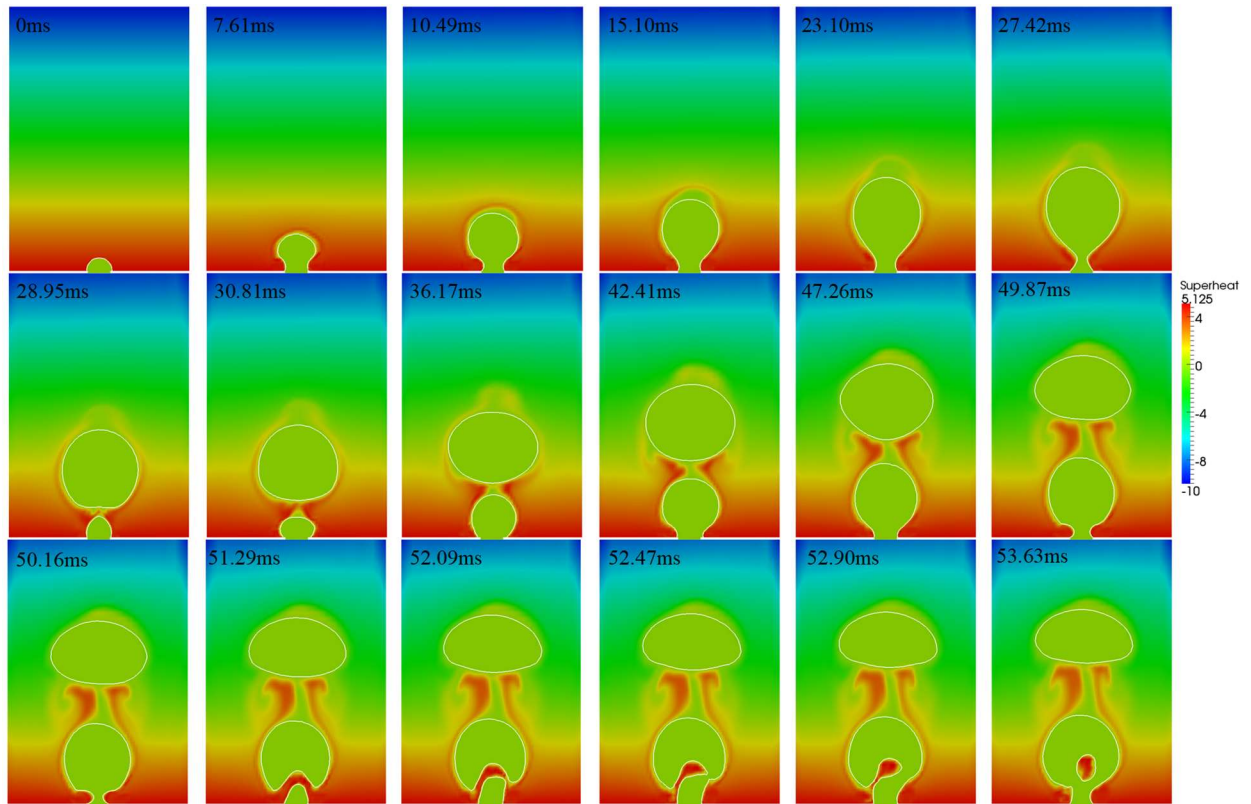 0ms
7.61ms
10.49ms
15.10ms
23.10ms
27.42ms
28.95ms
30.81ms
36.17ms
42.41ms
47.26ms
49.87ms
Superheat
5,125
4
0
-4
-8
-10
50.16ms
51.29ms
52.09ms
52.47ms
52.90ms
53.63ms